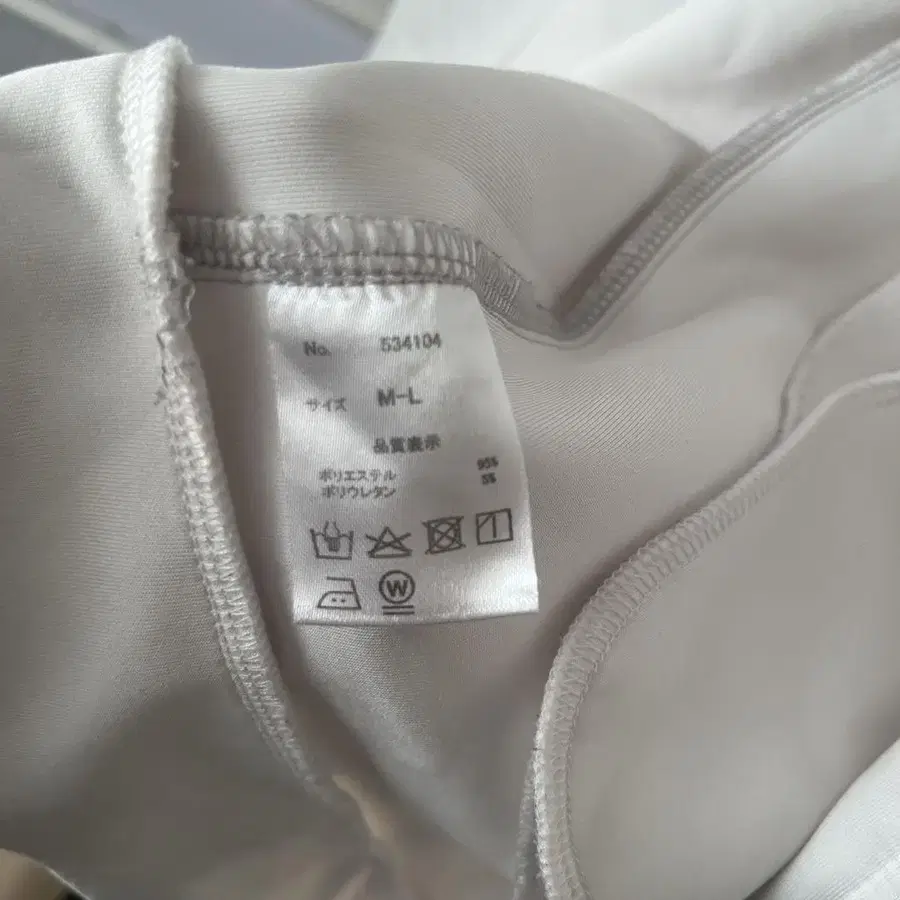 No. 534104
サイズ M-L
品質表示
ポリエステル 95%
ポリウレタン 5%
W